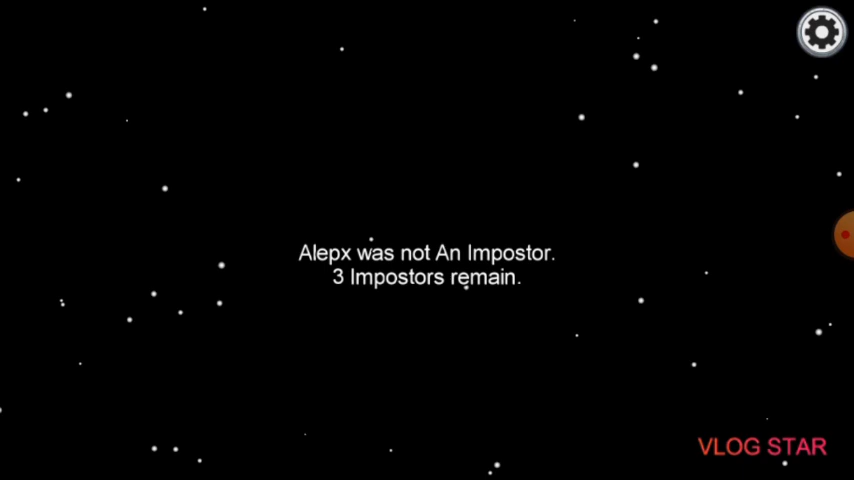 Alepx was not An Impostor.
3 Impostors remain.
VLOG STAR